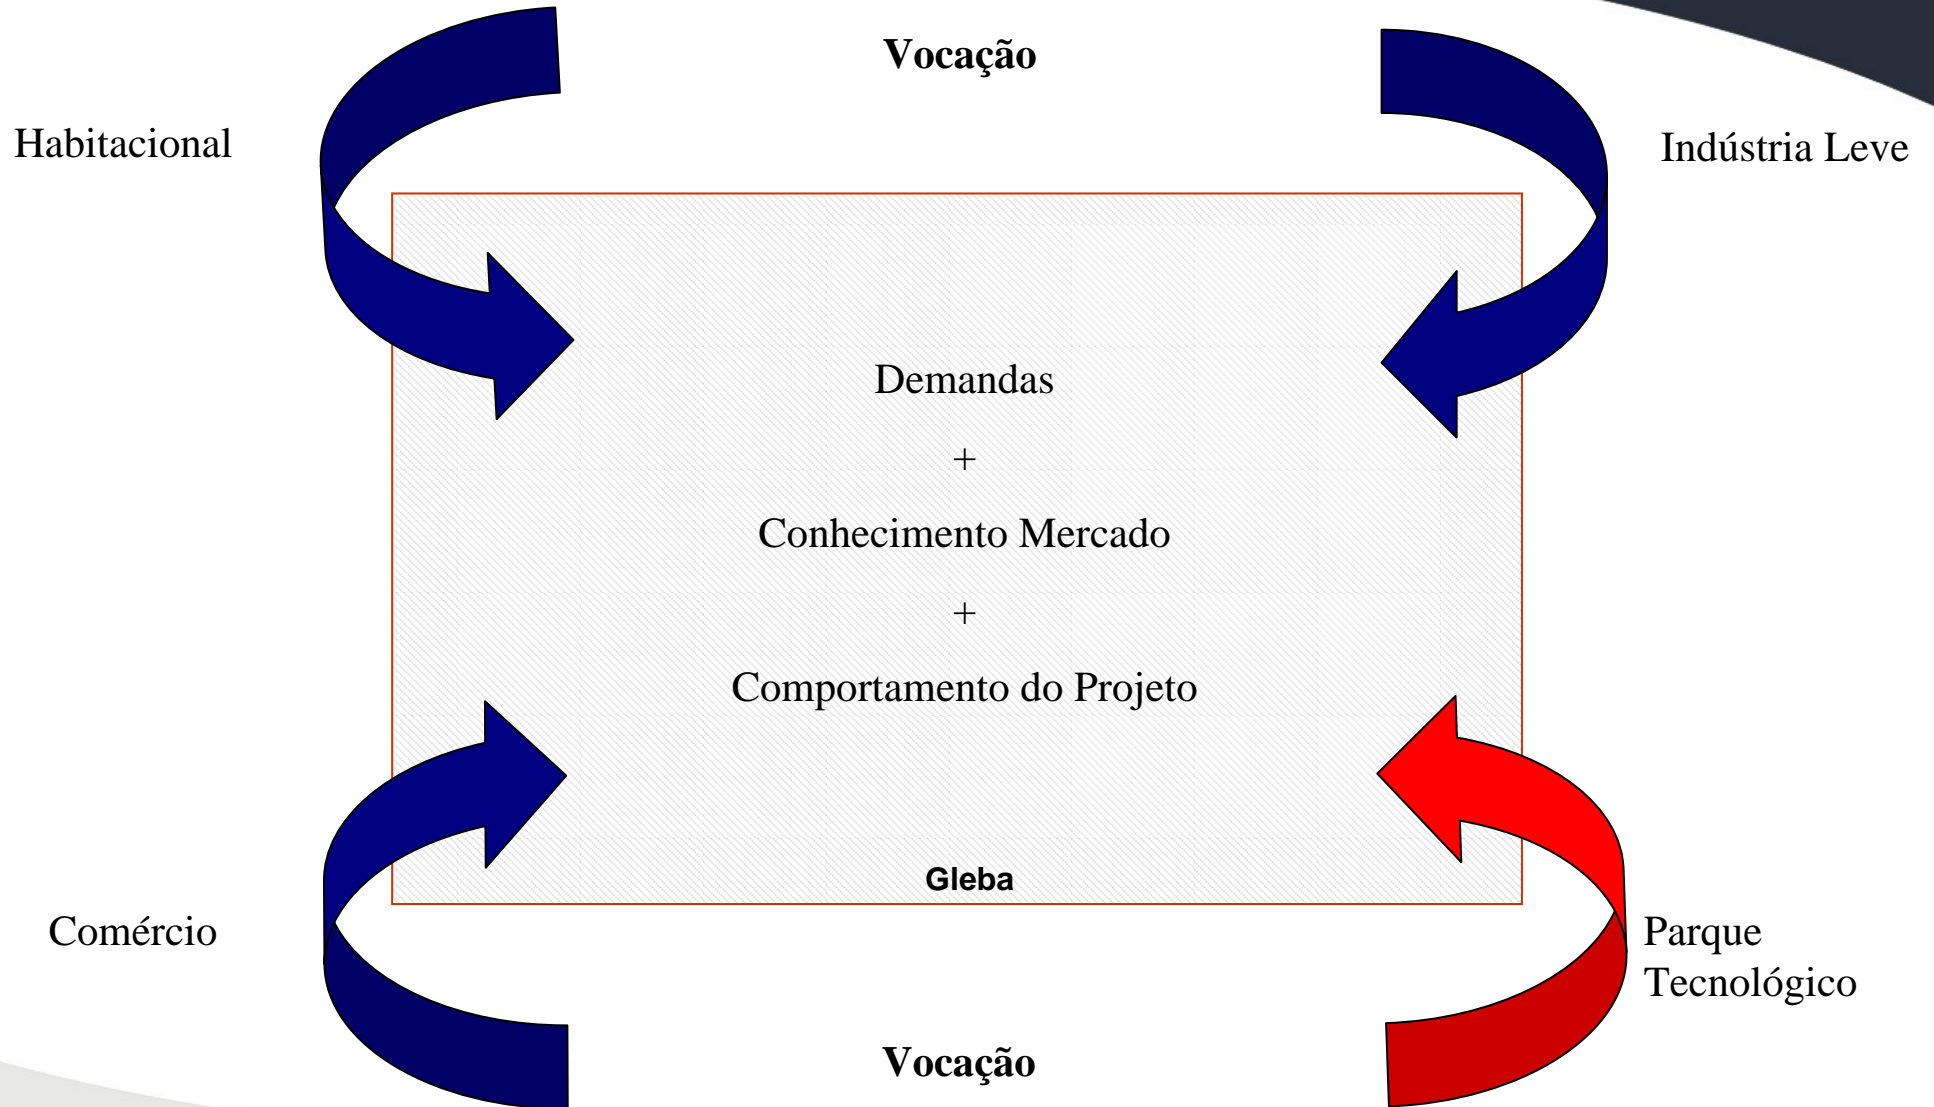 Vocação
Habitacional
Indústria Leve
Demandas
+
Conhecimento Mercado
+
Comportamento do Projeto
Gleba
Comércio
Parque
Tecnológico
Vocação